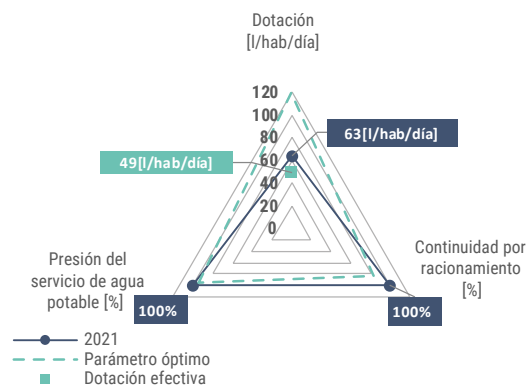 Dotación
[l/hab/día]
120
100
80
60
40
20
0
63[l/hab/día]
49[l/hab/día]
Presión del
servicio de agua
potable [%]
100%
Continuidad por
racionamiento
[%]
100%
2021
Parámetro óptimo
Dotación efectiva